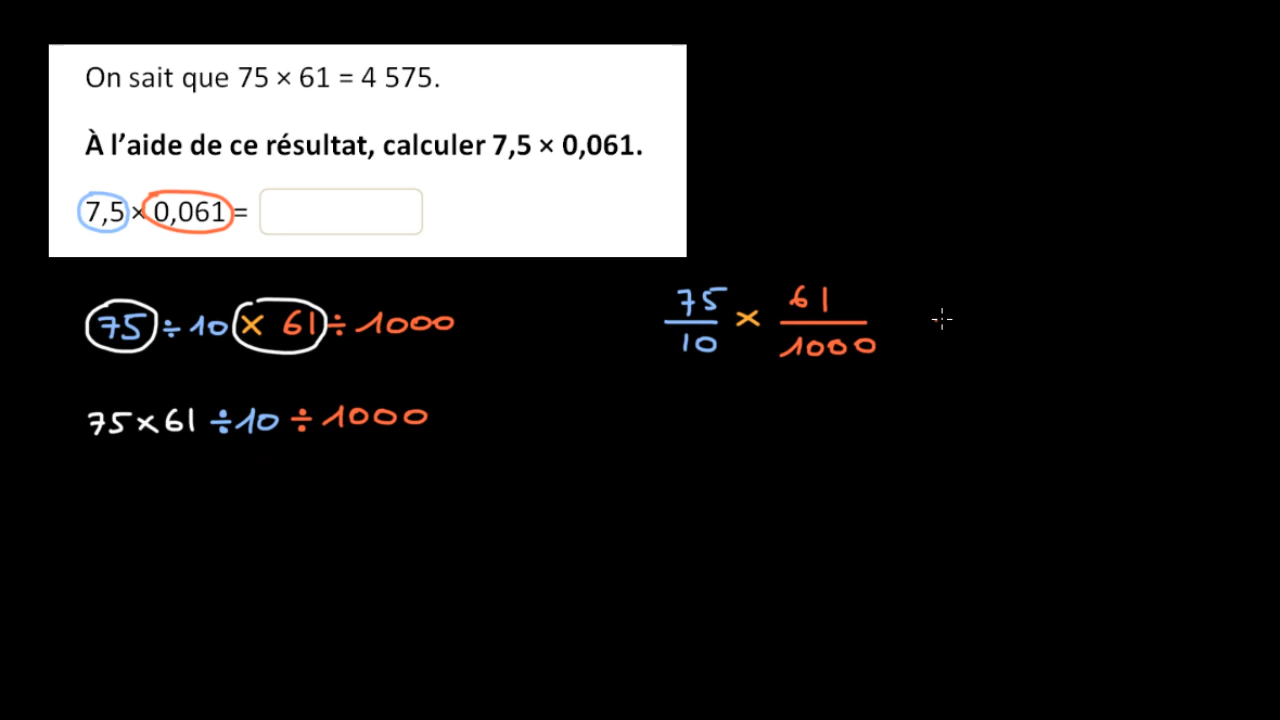 On sait que 75 × 61 = 4 575.
À l’aide de ce résultat, calculer 7,5 × 0,061.
7,5 × 0,061 =
75 ÷ 10 × 61 ÷ 1000
75 × 61 ÷ 10 ÷ 1000
75 61
×
10 1000